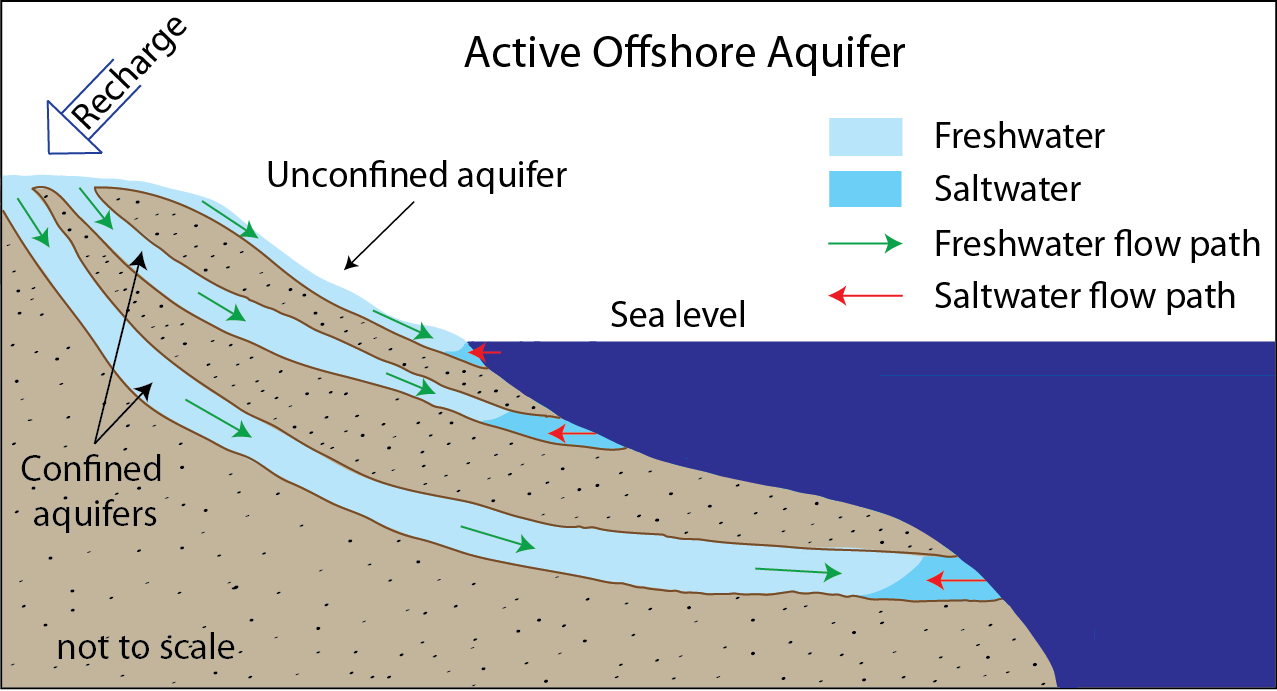 Active Offshore Aquifer
Recharge
Unconfined aquifer
Freshwater
Saltwater
Freshwater flow path
Saltwater flow path
Sea level
Confined
aquifers
not to scale